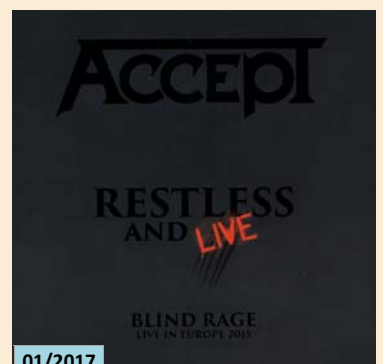 ACCEPT
RESTLESS
AND LIVE
BLIND RAGE
LIVE IN EUROPE 2015
01/2017